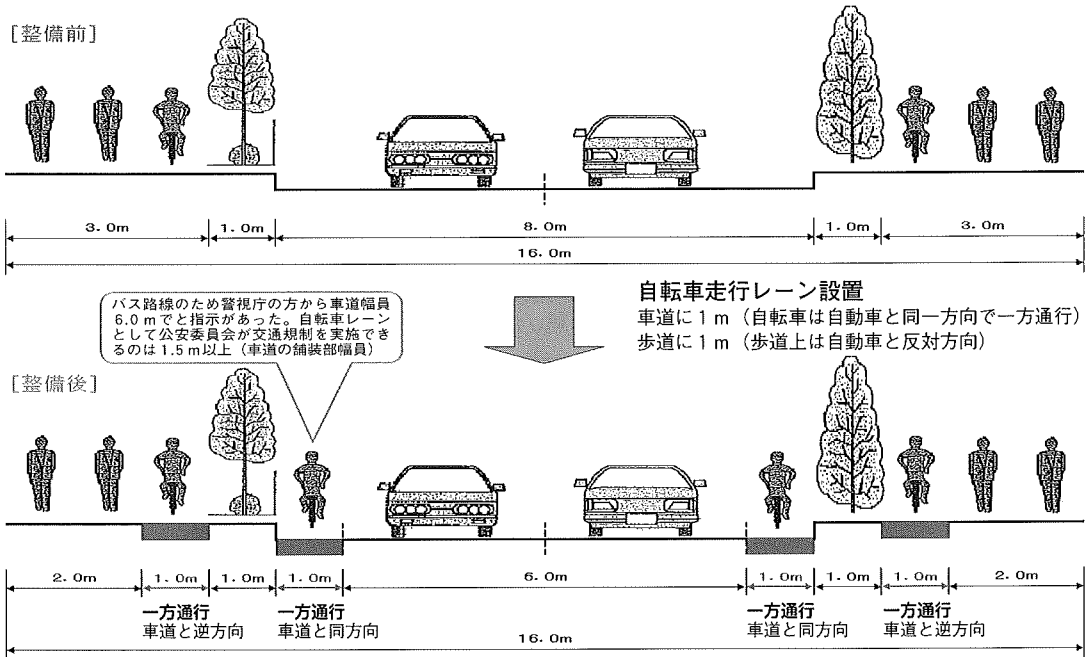 [整備前]
3.0m 1.0m 8.0m 1.0m 3.0m
16.0m
バス路線のため警視庁の方から車道幅員
6.0mでと指示があった。自転車レーン
として公安委員会が交通規制を実施でき
るのは1.5m以上(車道の舗装部幅員)
自転車走行レーン設置
車道に1m(自転車は自動車と同一方向で一方通行)
歩道に1m(歩道上は自動車と反対方向)
[整備後]
2.0m 1.0m 1.0m 1.0m 6.0m 1.0m 1.0m 1.0m 2.0m
一方通行 一方通行 一方通行 一方通行
車道と逆方向 車道と同方向 車道と同方向 車道と逆方向
16.0m